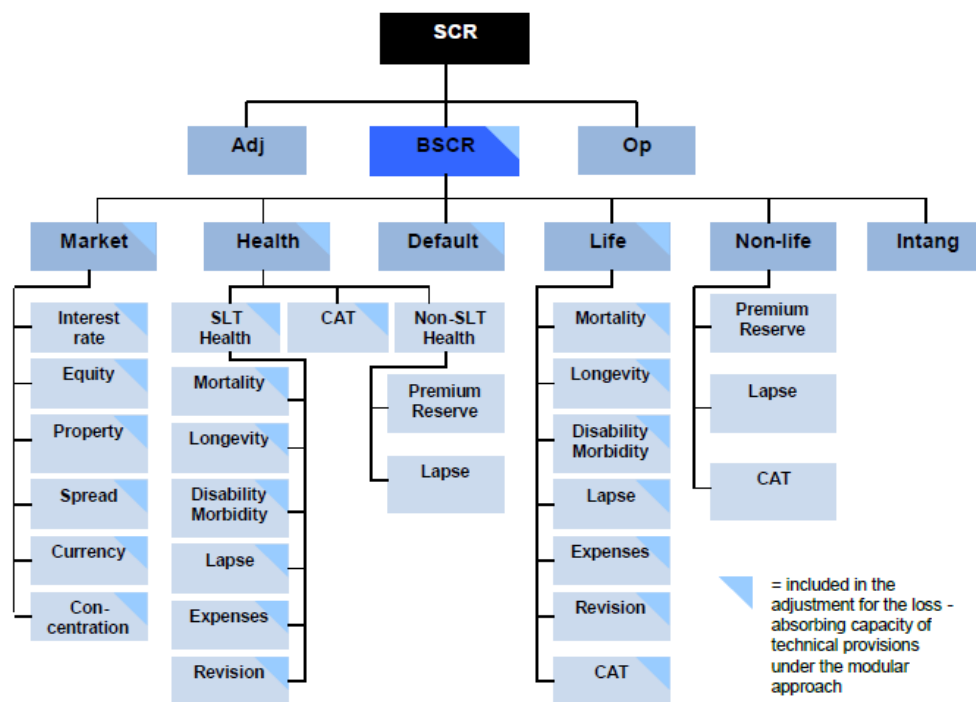 SCR
Adj
BSCR
Op
Market
Health
Default
Life
Non-life
Intang
Interest
rate
Equity
Property
Spread
Currency
Con-
centration
SLT
Health
CAT
Non-SLT
Health
Mortality
Longevity
Disability
Morbidity
Lapse
Expenses
Revision
Premium
Reserve
Lapse
Mortality
Longevity
Disability
Morbidity
Lapse
Expenses
Revision
CAT
Premium
Reserve
Lapse
CAT
= included in the
adjustment for the loss -
absorbing capacity of
technical provisions
under the modular
approach